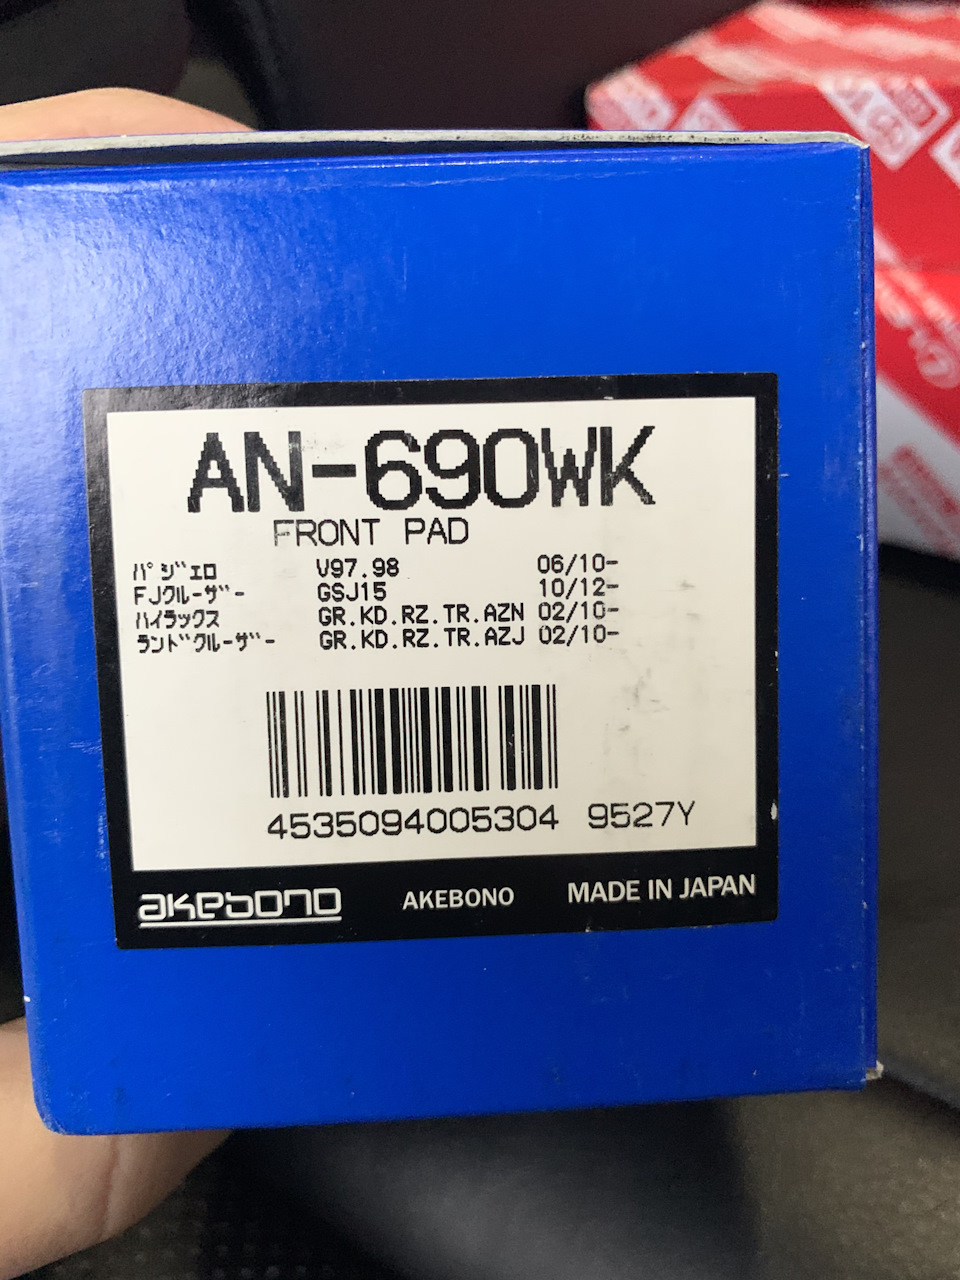 AN-690WK
FRONT PAD
ﾊﾟｼﾞｪﾛ V97.98 06/10-
FJｸﾙｰｻﾞｰ GSJ15 10/12-
ﾊｲﾗｯｸｽ GR.KD.RZ.TR.AZN 02/10-
ﾗﾝﾄﾞｸﾙｰｻﾞｰ GR.KD.RZ.TR.AZJ 02/10-
4535094005304 9527Y
akebono AKEBONO MADE IN JAPAN